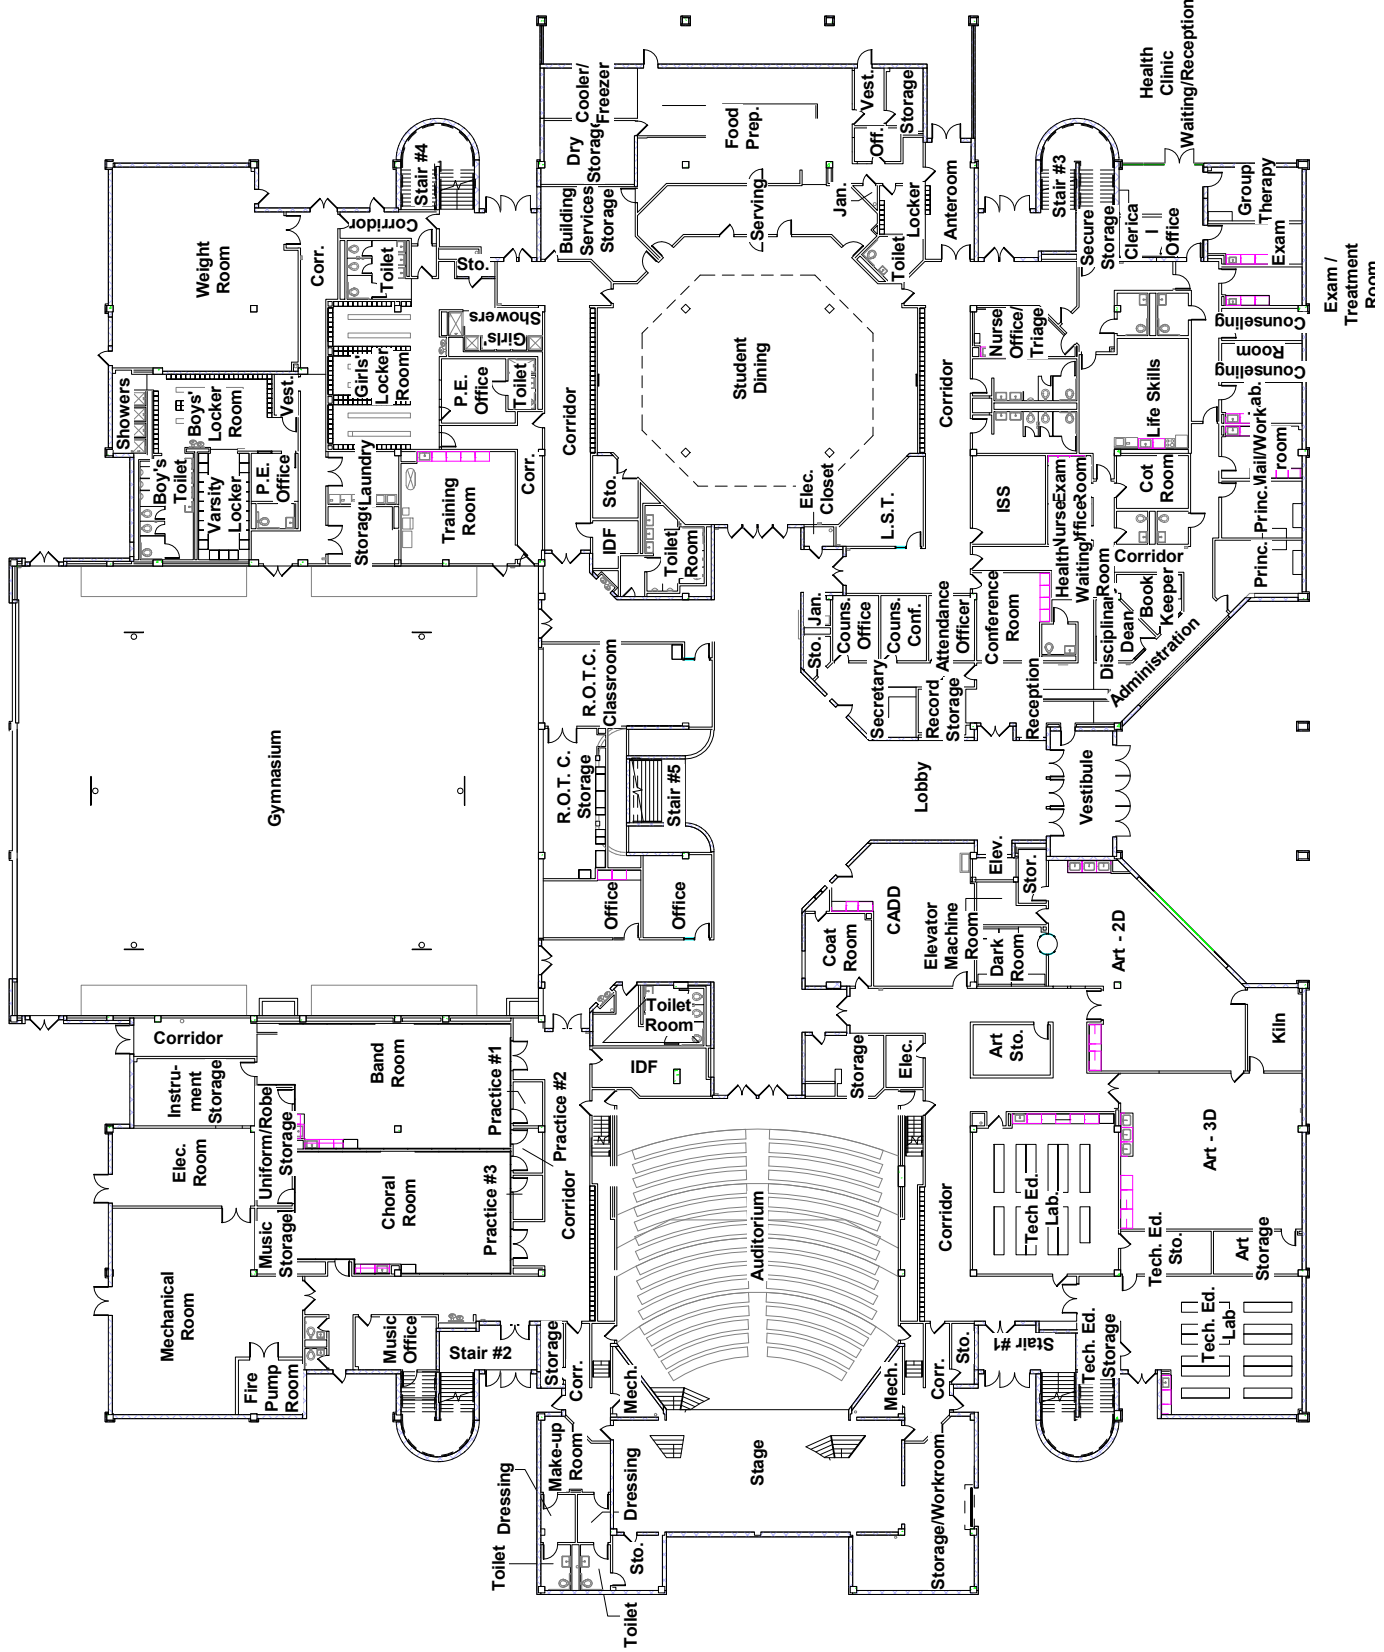 Health
Clinic
Waiting/Reception
Cooler/
Freezer
Dry
Storage
Food
Prep.
Vest.
Storage
Off.
Stair #4
Weight
Room
Corridor
Corr.
Toilet
Sto.
Building
Services
Storage
Serving
Jan.
Locker
Toilet
Anteroom
Stair #3
Secure
Storage
Clerica
l
Office
Group
Therapy
Exam
Exam /
Treatment
Room
Counseling
Counseling
Room
Showers
Boys'
Locker
Room
Vest.
Girls'
Locker
Room
Girls'
Showers
P.E.
Office
Toilet
Corridor
Student
Dining
Corridor
Nurse
Office/
Triage
Life Skills
Lab.
Mail/Work
room
Boy's
Toilet
Varsity
Locker
P.E.
Office
Storage
Laundry
Training
Room
Corr.
Sto.
IDF
Toilet
Room
Elec.
Closet
L.S.T.
ISS
Exam
Room
Nurse
Office
Health
Waiting
Room
Cot
Room
Corridor
Princ.
Princ.
Gymnasium
R.O.T.C.
Classroom
R.O.T. C.
Storage
Stair #5
Office
Office
Jan.
Sto.
Couns.
Office
Couns.
Conf.
Attendance
Officer
Conference
Room
Secretary
Record
Storage
Reception
Disciplinary
Dean
Book
Keeper
Administration
Lobby
Vestibule
Elev.
Stor.
CADD
Coat
Room
Elevator
Machine
Room
Dark
Room
Art - 2D
Kiln
Art
Sto.
Toilet
Room
IDF
Storage
Elec.
Corridor
Instru-
ment
Storage
Band
Room
Practice #1
Practice #2
Practice #3
Uniform/Robe
Storage
Elec.
Room
Choral
Room
Music
Storage
Corridor
Auditorium
Corridor
Tech Ed.
Lab.
Art - 3D
Tech. Ed.
Sto.
Art
Storage
Mechanical
Room
Fire
Pump
Room
Music
Office
Stair #2
Storage
Corr.
Mech.
Mech.
Corr.
Sto.
Stair #1
Tech. Ed.
Storage
Tech. Ed.
Lab
Make-up
Room
Dressing
Dressing
Stage
Storage/Workroom
Toilet
Sto.
Toilet